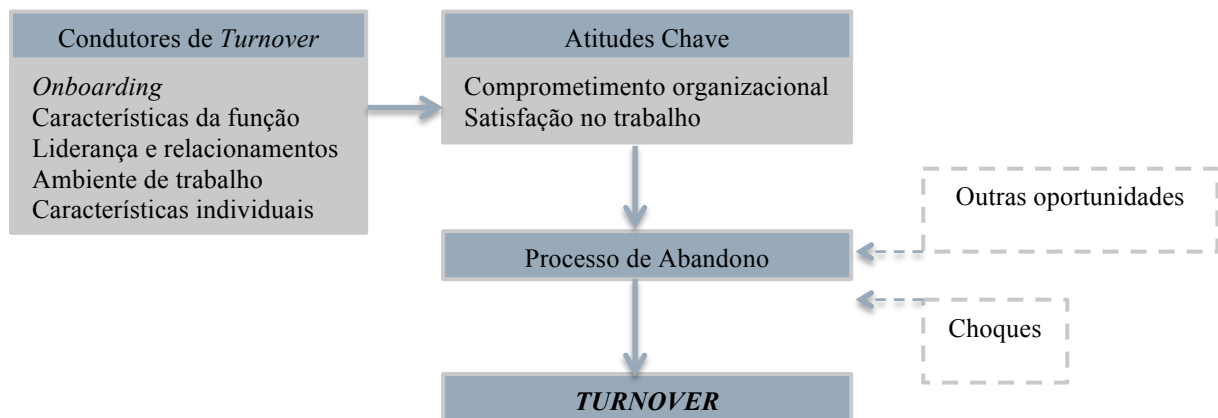 Condutores de Turnover
Onboarding
Características da função
Liderança e relacionamentos
Ambiente de trabalho
Características individuais
Atitudes Chave
Comprometimento organizacional
Satisfação no trabalho
Outras oportunidades
Processo de Abandono
Choques
TURNOVER